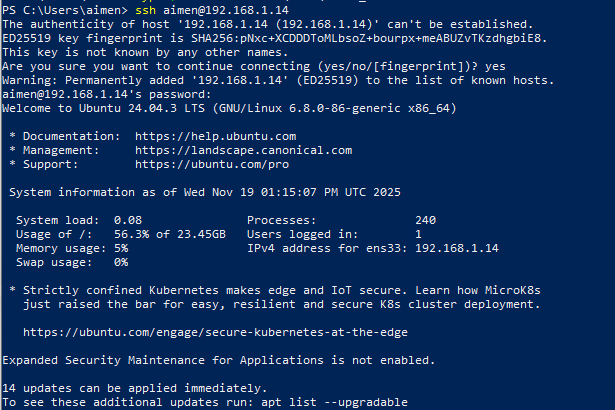 PS C:\Users\aimen> ssh aimen@192.168.1.14
The authenticity of host '192.168.1.14 (192.168.1.14)' can't be established.
ED25519 key fingerprint is SHA256:pNxc+XCDDDToMLbsoZ+bourpx+meABUZvTKzdhgbiE8.
This key is not known by any other names.
Are you sure you want to continue connecting (yes/no/[fingerprint])? yes
Warning: Permanently added '192.168.1.14' (ED25519) to the list of known hosts.
aimen@192.168.1.14's password:
Welcome to Ubuntu 24.04.3 LTS (GNU/Linux 6.8.0-86-generic x86_64)
* Documentation:  https://help.ubuntu.com
* Management:     https://landscape.canonical.com
* Support:        https://ubuntu.com/pro
System information as of Wed Nov 19 01:15:07 PM UTC 2025
System load:  0.08               Processes:              240
Usage of /:   56.3% of 23.45GB   Users logged in:        1
Memory usage: 5%                 IPv4 address for ens33: 192.168.1.14
Swap usage:   0%
* Strictly confined Kubernetes makes edge and IoT secure. Learn how MicroK8s
just raised the bar for easy, resilient and secure K8s cluster deployment.
https://ubuntu.com/engage/secure-kubernetes-at-the-edge
Expanded Security Maintenance for Applications is not enabled.
14 updates can be applied immediately.
To see these additional updates run: apt list --upgradable